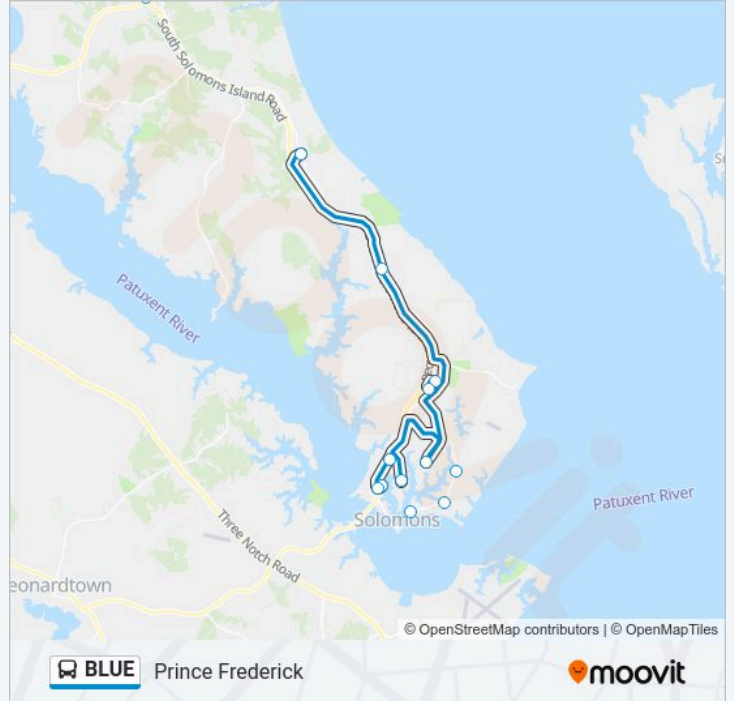 South Solomons Island Road
Patuxent River
Patuxent River
Solomons
Three Notch Road
eonardtown
© OpenStreetMap contributors | © OpenMapTiles
BLUE Prince Frederick
moovit